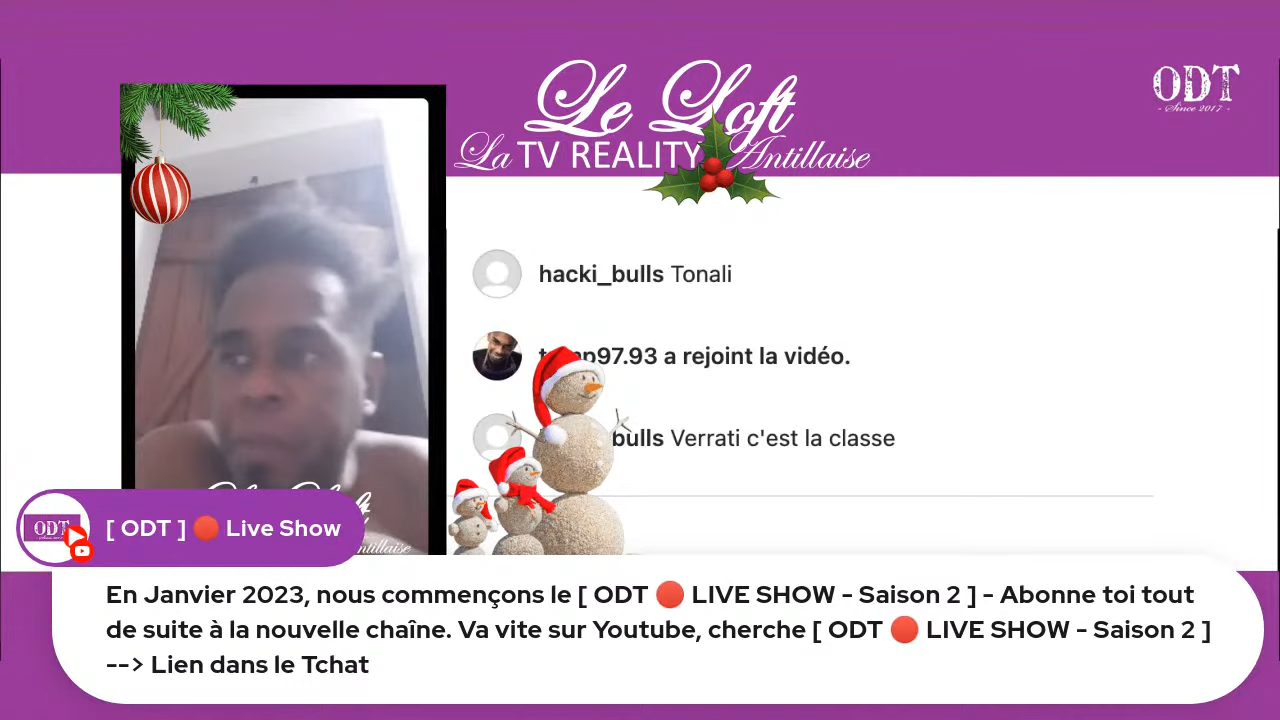 Le Loft
La TV REALITY Antillaise
ODT
- Since 2017 -
hacki_bulls Tonali
97.93 a rejoint la vidéo.
bulls Verrati c'est la classe
ODT
[ ODT ] 🔴 Live Show
En Janvier 2023, nous commençons le [ ODT 🔴 LIVE SHOW - Saison 2 ] - Abonne toi tout
de suite à la nouvelle chaîne. Va vite sur Youtube, cherche [ ODT 🔴 LIVE SHOW - Saison 2 ]
--> Lien dans le Tchat